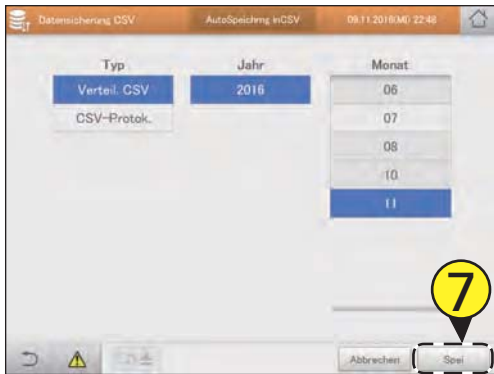 Datensicherung CSV
AutoSpeichrng inCSV
09.11.2016(Mi) 22:48
Typ
Jahr
Monat
Verteil. CSV
2016
06
CSV-Protok.
07
08
10
11
7
Abbrechen
Spei